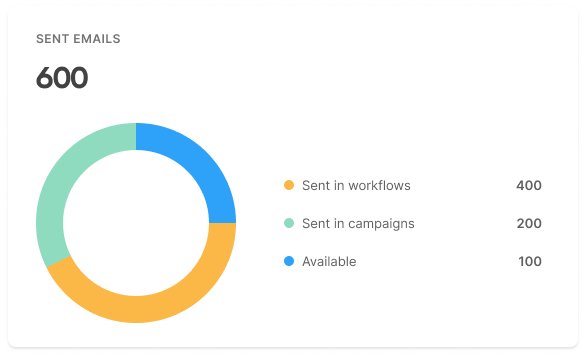 SENT EMAILS
600
Sent in workflows 400
Sent in campaigns 200
Available 100